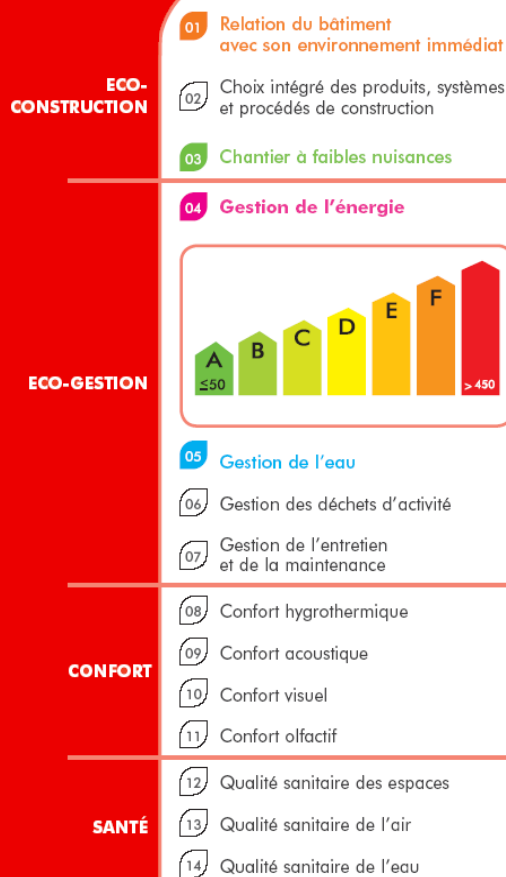 ECO-
CONSTRUCTION
01 Relation du bâtiment
avec son environnement immédiat
02 Choix intégré des produits, systèmes
et procédés de construction
03 Chantier à faibles nuisances
ECO-GESTION
04 Gestion de l'énergie
A
≤50
B
C
D
E
F
> 450
05 Gestion de l'eau
06 Gestion des déchets d'activité
07 Gestion de l'entretien
et de la maintenance
CONFORT
08 Confort hygrothermique
09 Confort acoustique
10 Confort visuel
11 Confort olfactif
SANTÉ
12 Qualité sanitaire des espaces
13 Qualité sanitaire de l'air
14 Qualité sanitaire de l'eau